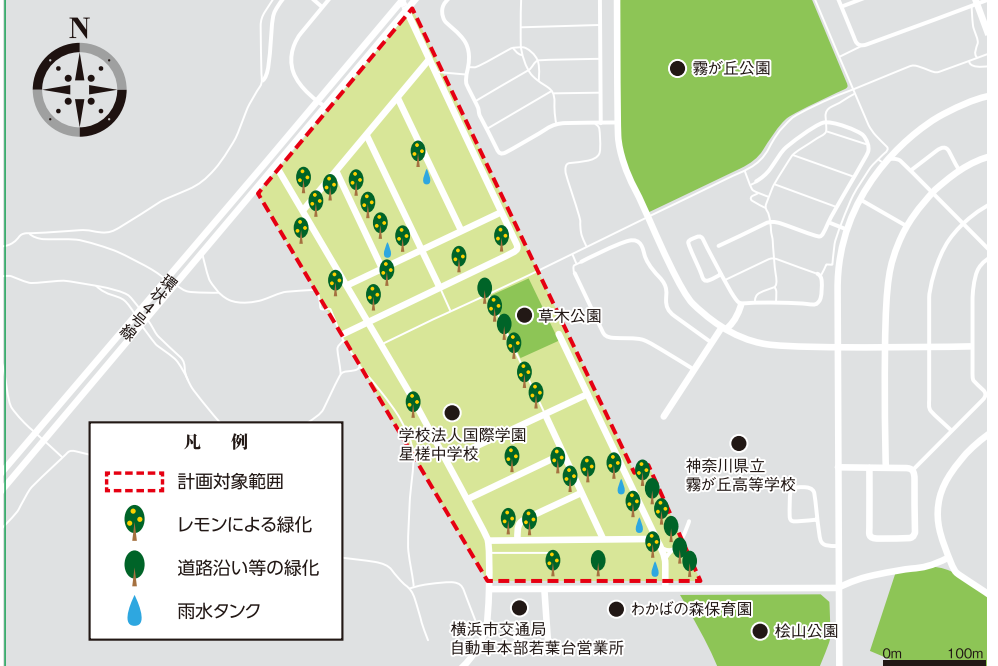 N
霧が丘公園
環状4号線
草木公園
学校法人国際学園
星槎中学校
神奈川県立
霧が丘高等学校
凡 例
計画対象範囲
レモンによる緑化
道路沿い等の緑化
雨水タンク
わかばの森保育園
横浜市交通局
自動車本部若葉台営業所
桧山公園
0m 100m